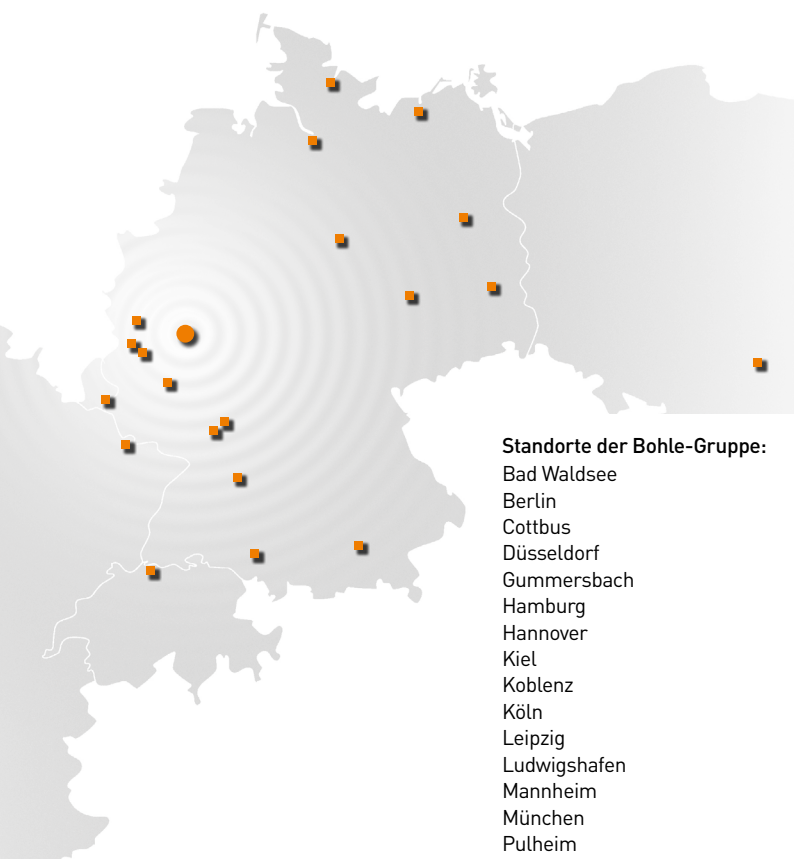 Standorte der Bohle-Gruppe:
Bad Waldsee
Berlin
Cottbus
Düsseldorf
Gummersbach
Hamburg
Hannover
Kiel
Koblenz
Köln
Leipzig
Ludwigshafen
Mannheim
München
Pulheim